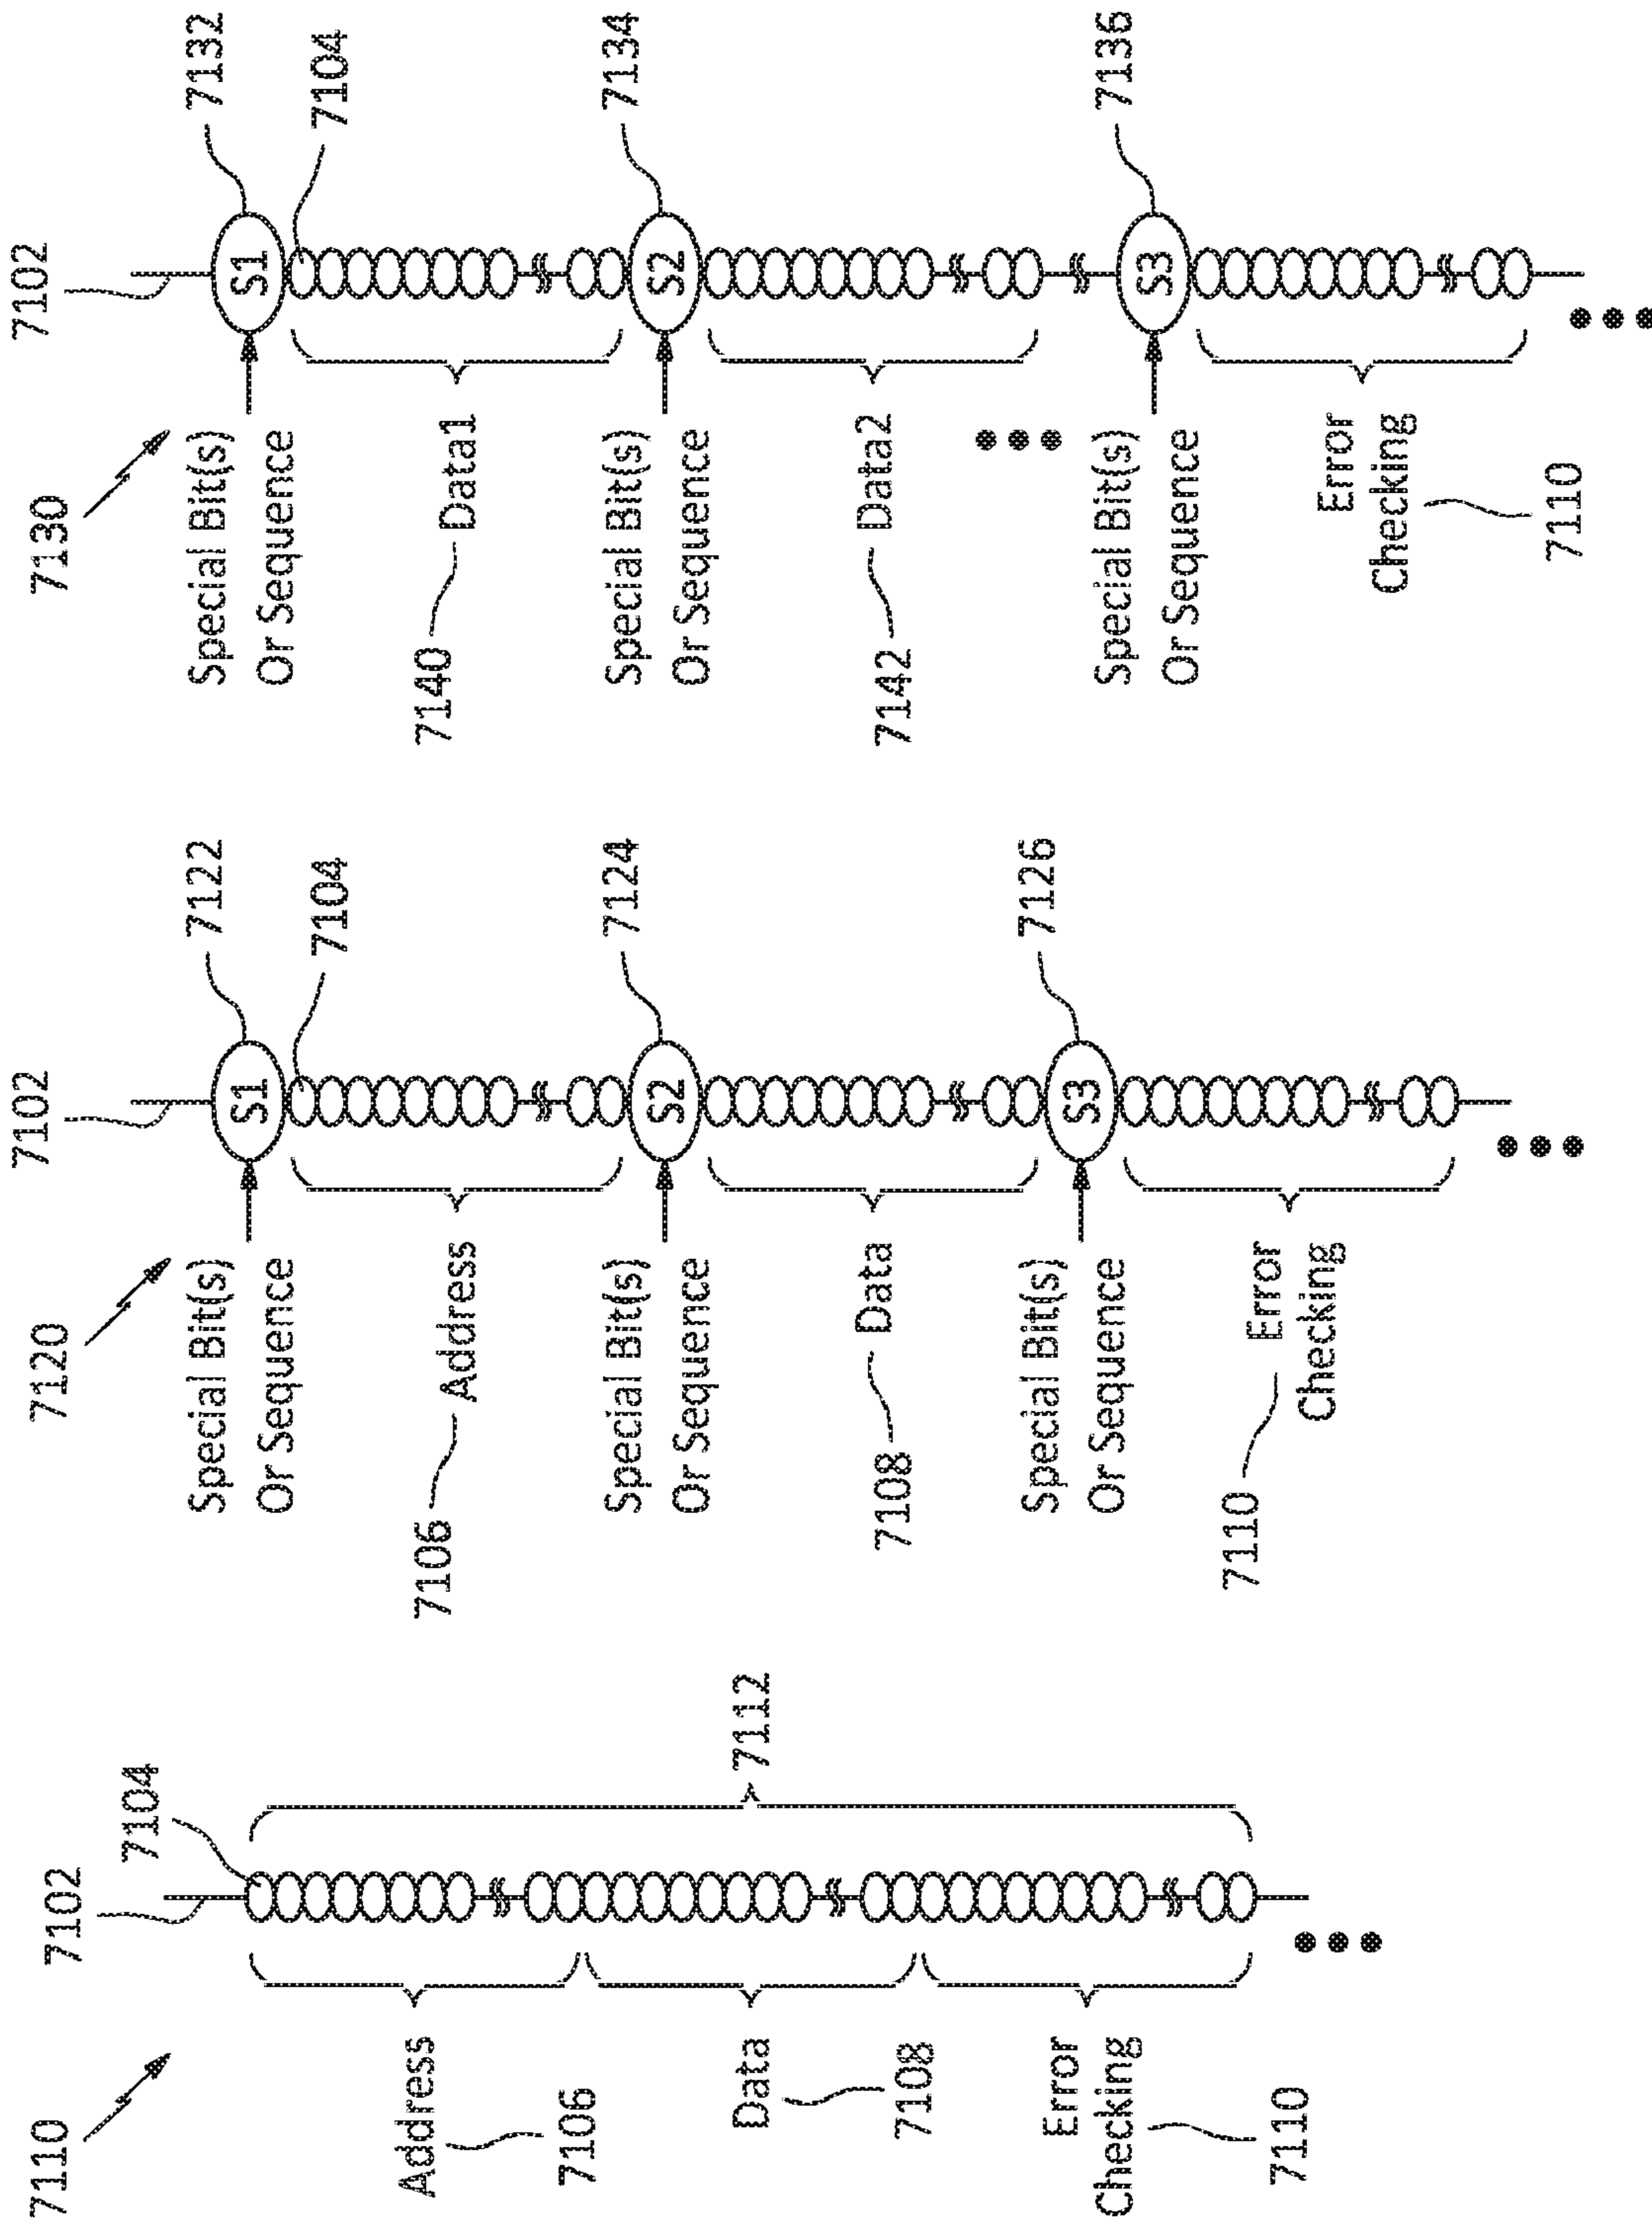 7110
7102
7104
Address
7106
Data
7108
Error
Checking
7110
7112
7120
7102
7122
7104
Special Bit(s)
Or Sequence
S1
7106
Address
7124
Special Bit(s)
Or Sequence
S2
7108
Data
7126
Special Bit(s)
Or Sequence
S3
7110
Error
Checking
7130
7102
7132
7104
Special Bit(s)
Or Sequence
S1
7140
Data1
7134
Special Bit(s)
Or Sequence
S2
7142
Data2
7136
Special Bit(s)
Or Sequence
S3
Error
Checking
7110